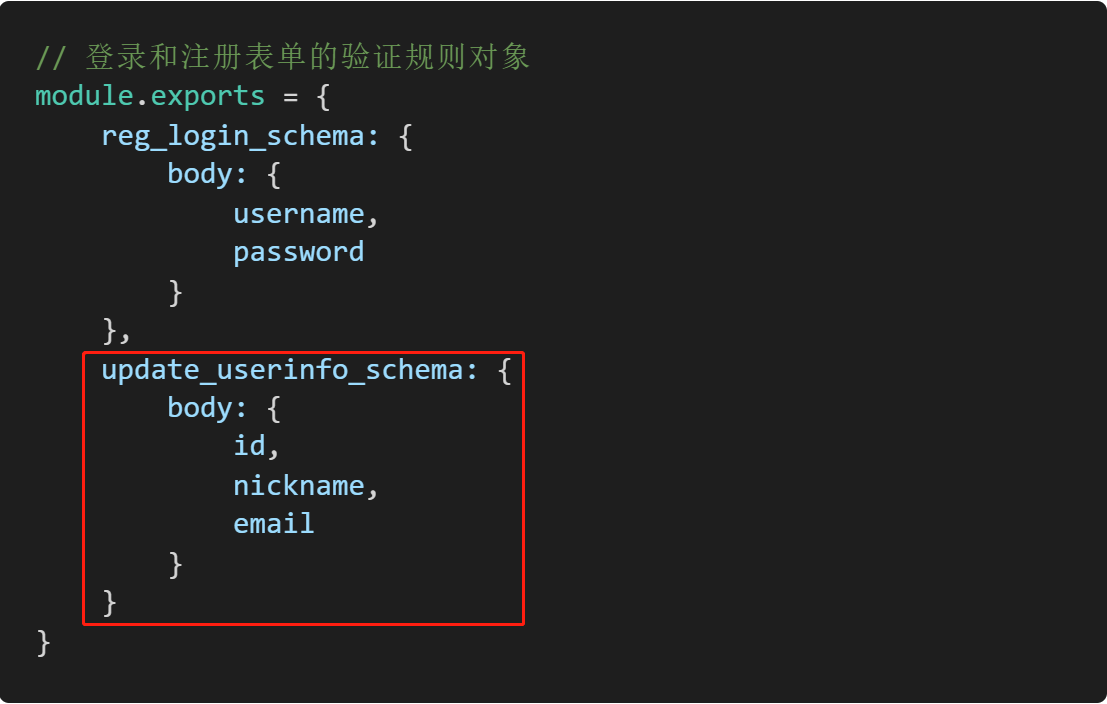 // 登录和注册表单的验证规则对象
module.exports = {
    reg_login_schema: {
        body: {
            username,
            password
        }
    },
    update_userinfo_schema: {
        body: {
            id,
            nickname,
            email
        }
    }
}